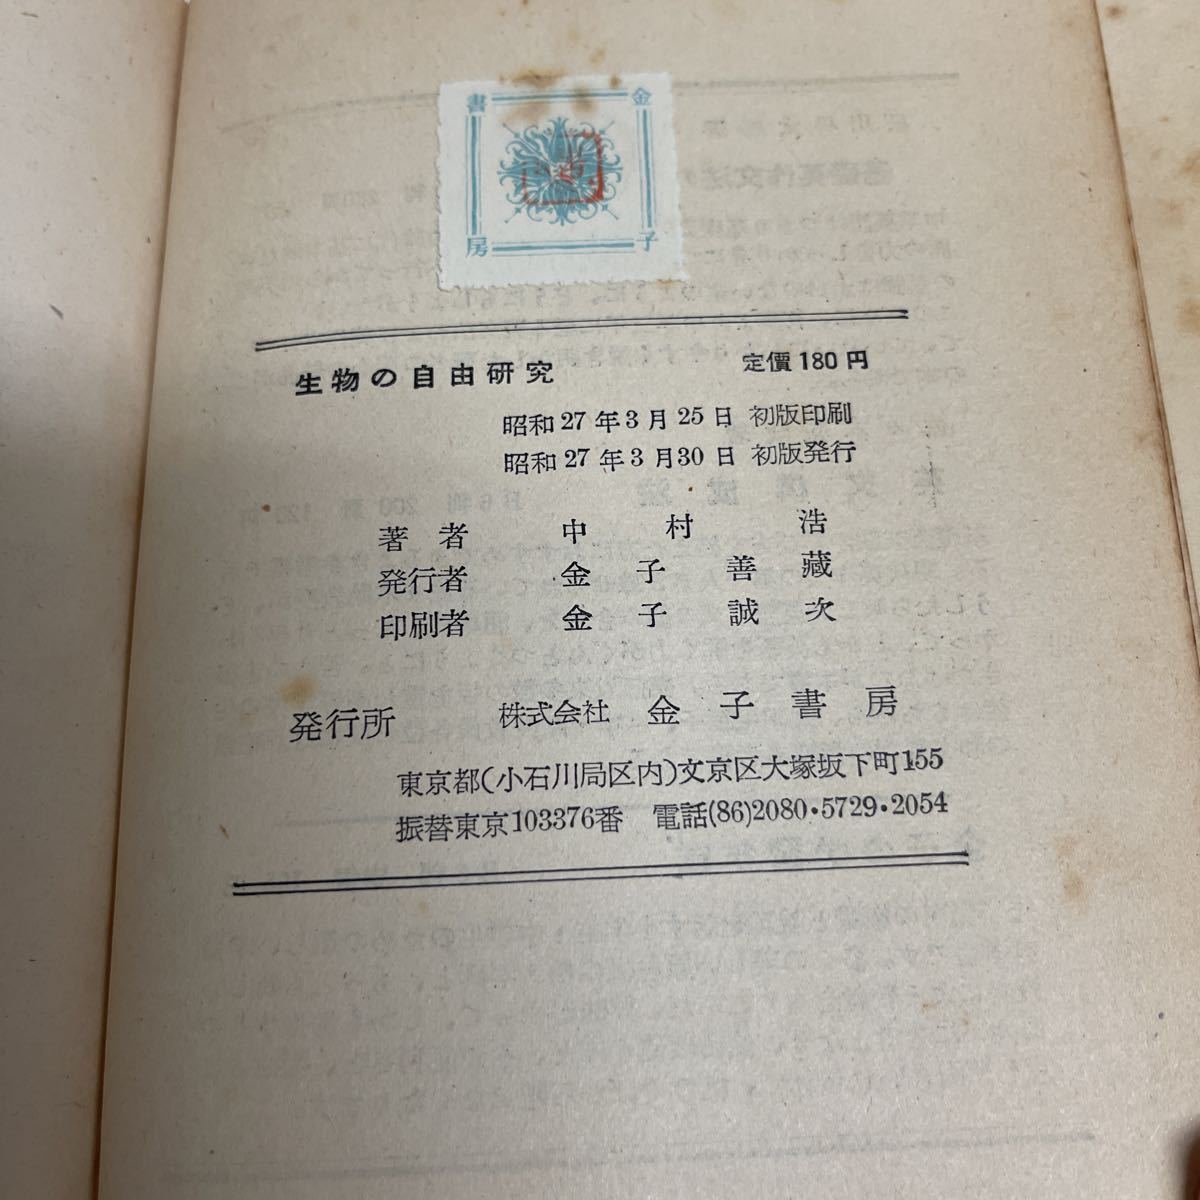 金子書房
生物の自由研究 定價180円
昭和27年3月25日 初版印刷
昭和27年3月30日 初版発行
著者 中村浩
発行者 金子善藏
印刷者 金子誠次
発行所 株式会社 金子書房
東京都(小石川局区内)文京区大塚坂下町155
振替東京103376番 電話(86)2080・5729・2054